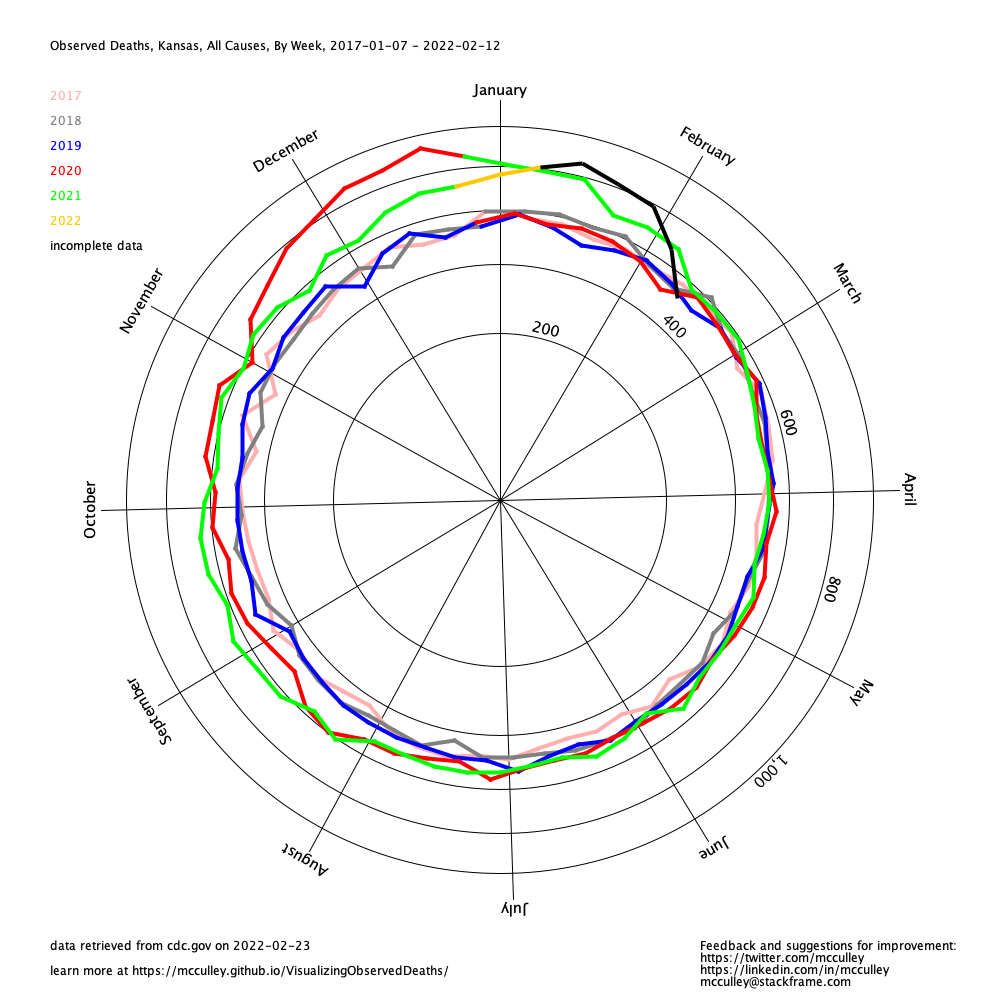 Observed Deaths, Kansas, All Causes, By Week, 2017-01-07 - 2022-02-12
January
2017
2018
2019
2020
2021
2022
incomplete data
December
February
November
March
200
400
600
October
April
800
September
May
1,000
August
June
July
data retrieved from cdc.gov on 2022-02-23
learn more at https://mcculley.github.io/VisualizingObservedDeaths/
Feedback and suggestions for improvement:
https://twitter.com/mcculley
https://linkedin.com/in/mcculley
mcculley@stackframe.com